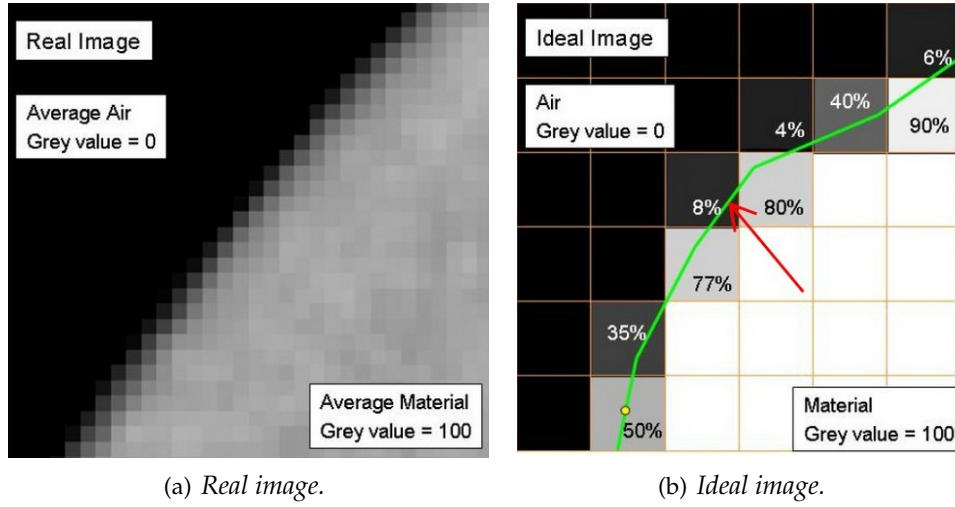 Real Image
Average Air
Grey value = 0
Average Material
Grey value = 100
Ideal Image
Air
Grey value = 0
6%
40%
4%
90%
8%
80%
77%
35%
50%
Material
Grey value = 100
(a) Real image.
(b) Ideal image.